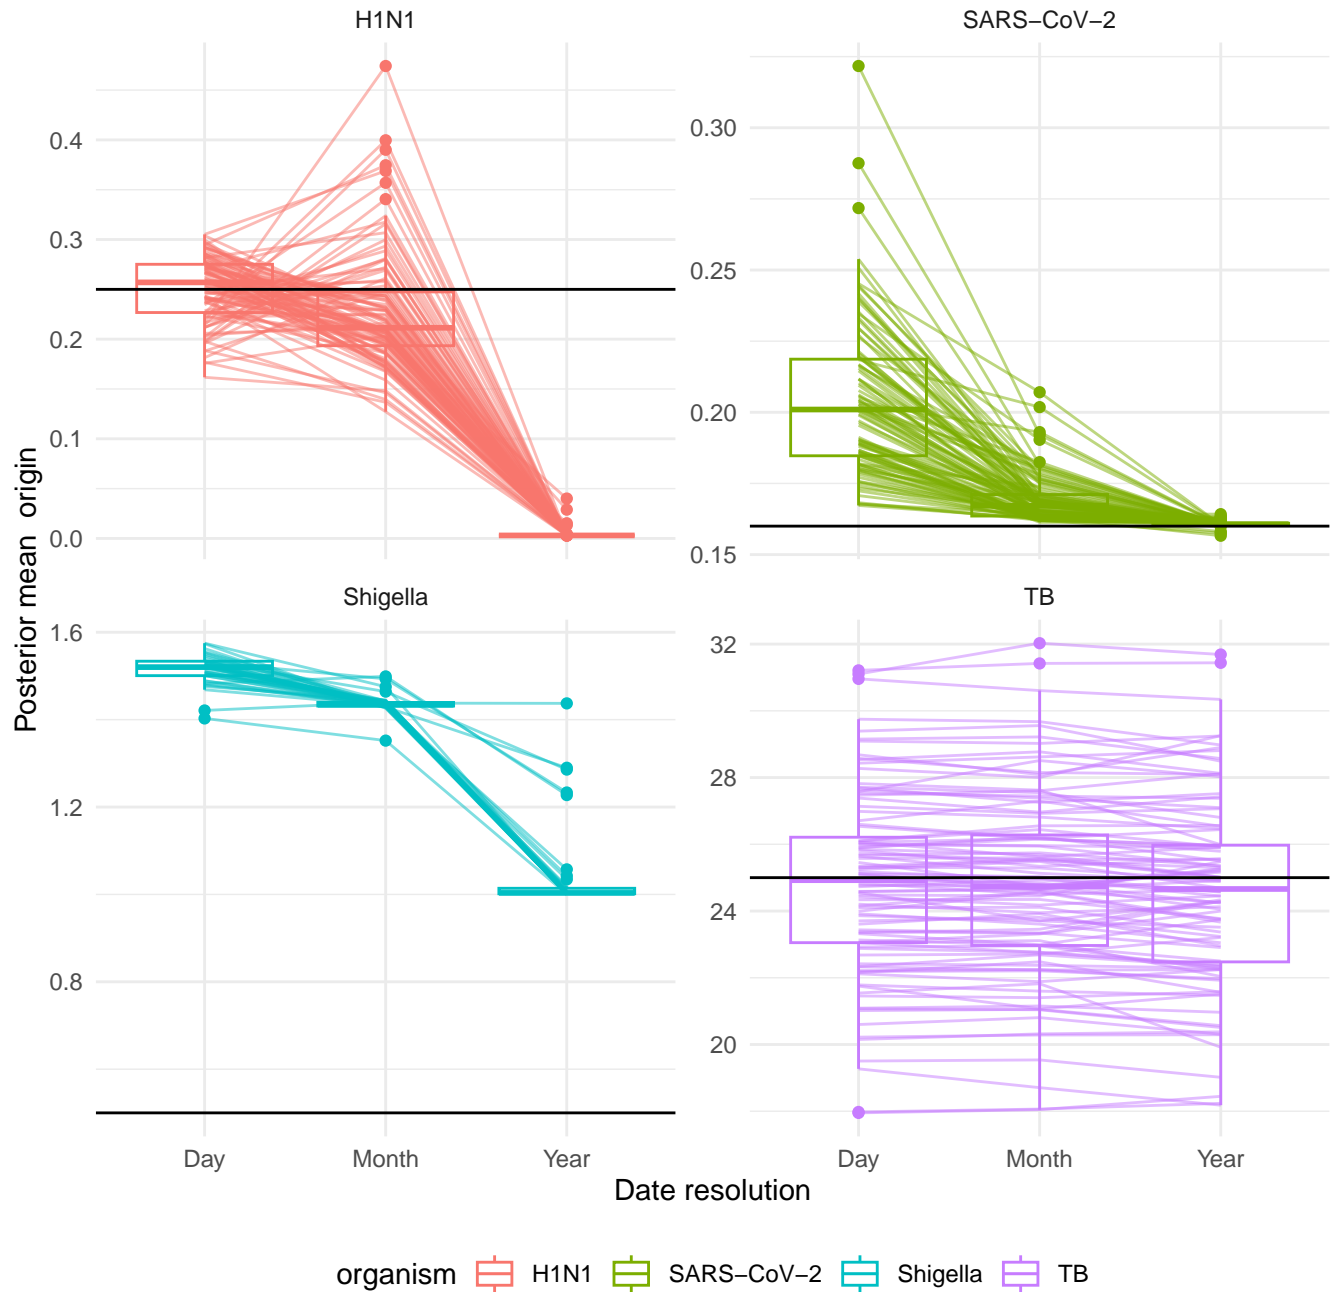 H1N1
SARS−CoV−2
0.4
0.3
0.2
0.1
0.0
0.30
0.25
0.20
0.15
Posterior mean  origin
Shigella
TB
1.6
1.2
0.8
32
28
24
20
Day Month Year
Day Month Year
Date resolution
organism H1N1 SARS−CoV−2 Shigella TB